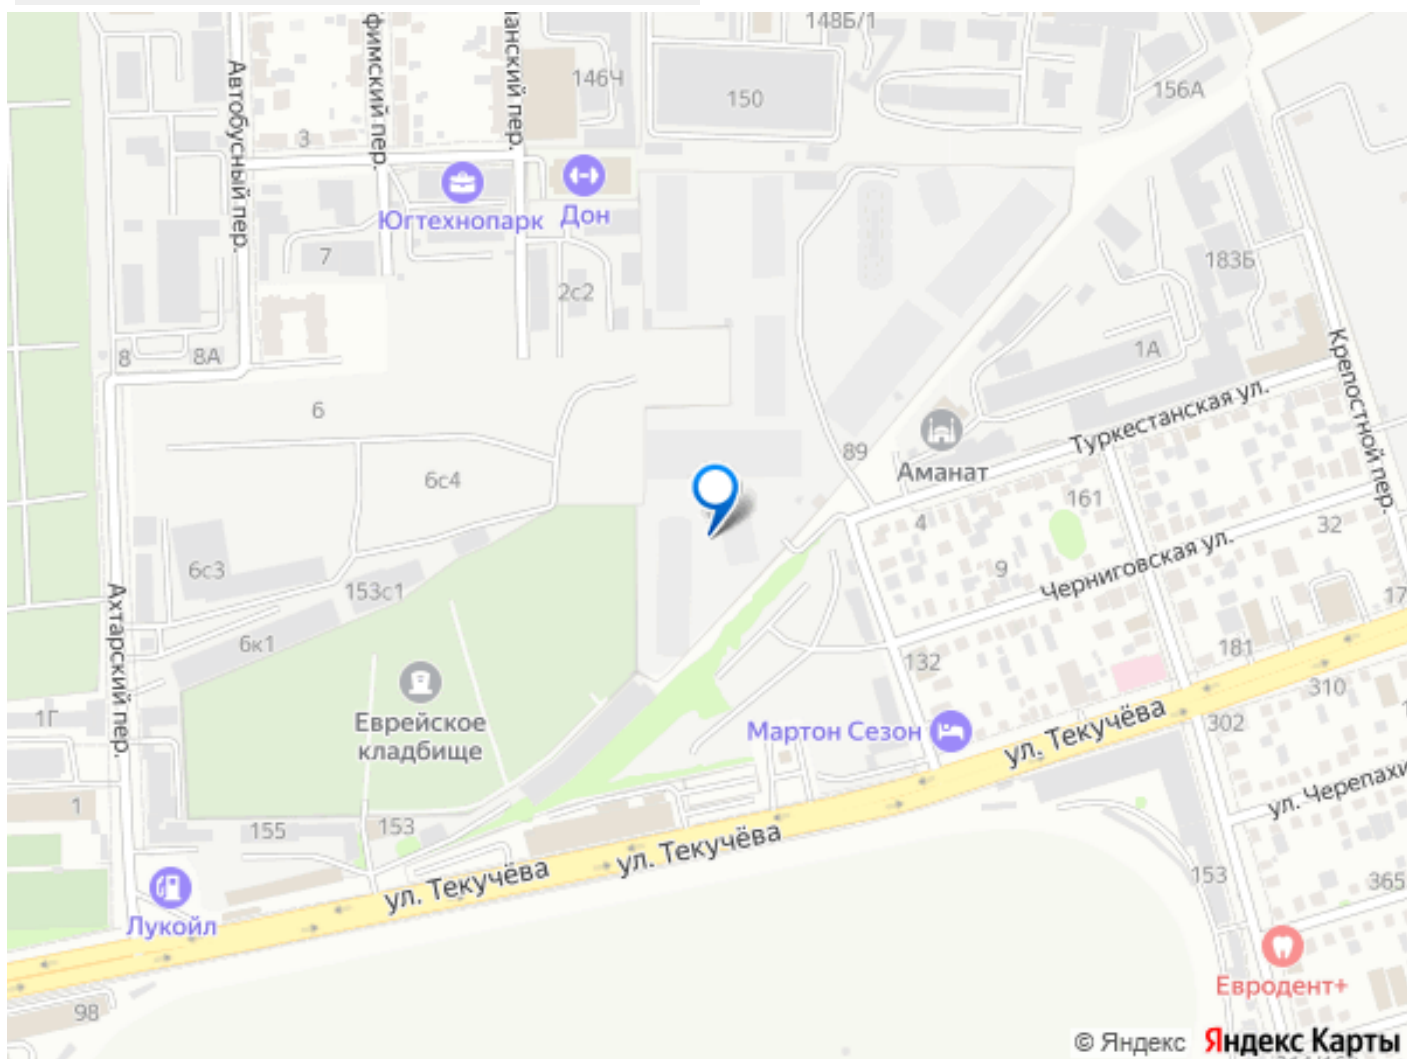 148Б/1
фимский пер.
анский пер.
Автобусный пер.
146Ч
150
156А
3
Югтехнопарк
Дон
7
2с2
183Б
8
8А
1А
Крепостной пер.
6
Туркестанская ул.
89
Аманат
6с4
161
4
32
Черниговская ул.
9
6с3
153с1
Ахтарский пер.
6к1
132
181
17
310
1Г
Еврейское
кладбище
Мартон Сезон
ул. Текучёва
302
ул. Черепахи
1
155
153
ул. Текучёва
ул. Текучёва
153
365
Лукойл
Евродент+
98
© Яндекс Яндекс Карты